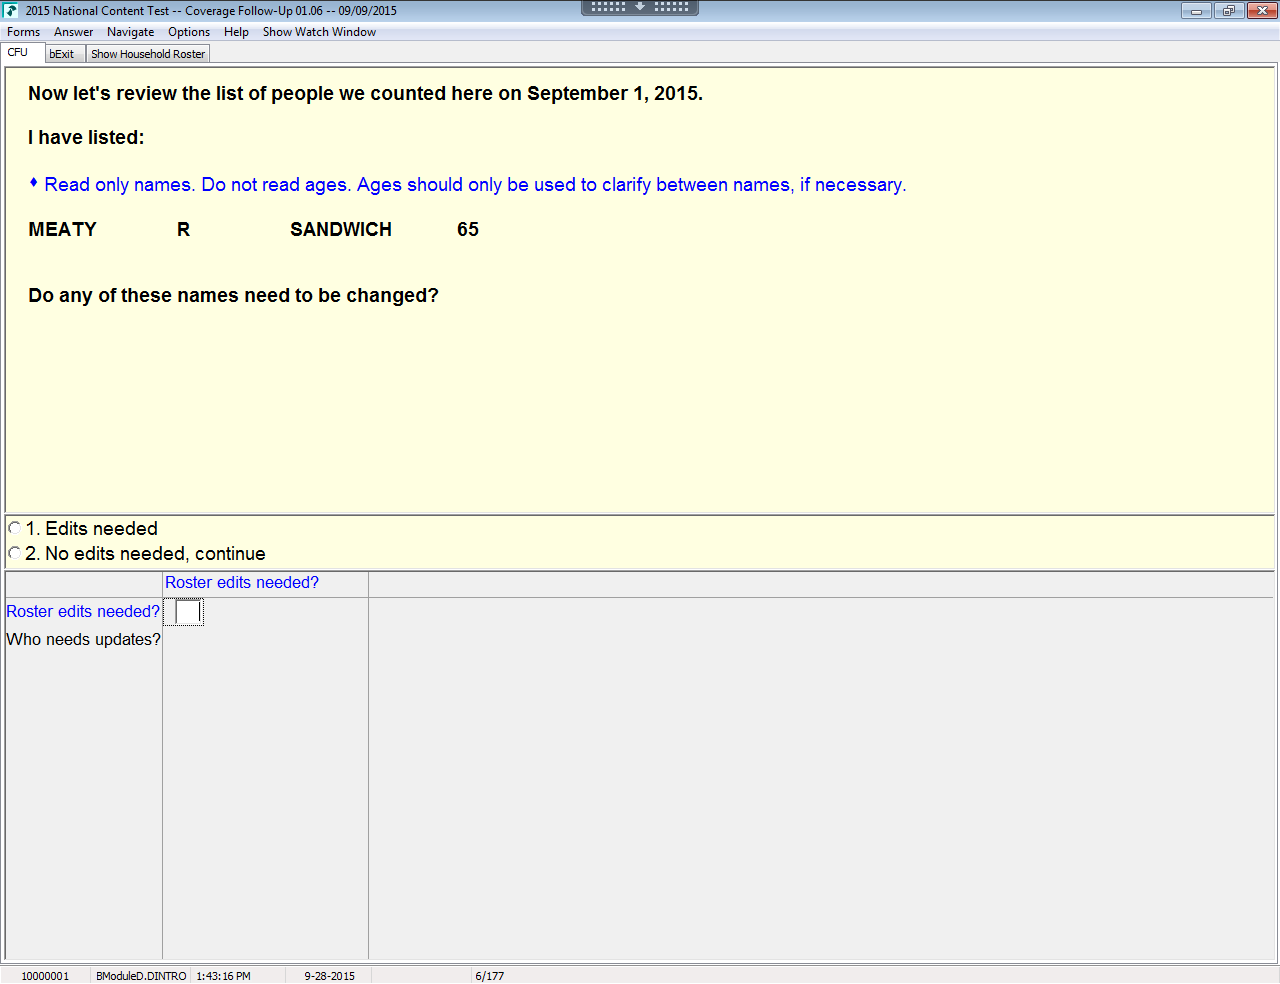 2015 National Content Test -- Coverage Follow-Up 01.06 -- 09/09/2015
Forms Answer Navigate Options Help Show Watch Window
CFU bExit Show Household Roster
Now let's review the list of people we counted here on September 1, 2015.
I have listed:
Read only names. Do not read ages. Ages should only be used to clarify between names, if necessary.
MEATY R SANDWICH 65
Do any of these names need to be changed?
1. Edits needed
2. No edits needed, continue
Roster edits needed?
Roster edits needed?
Who needs updates?
10000001 BModuleD.DINTRO 1:43:16 PM 9-28-2015 6/177